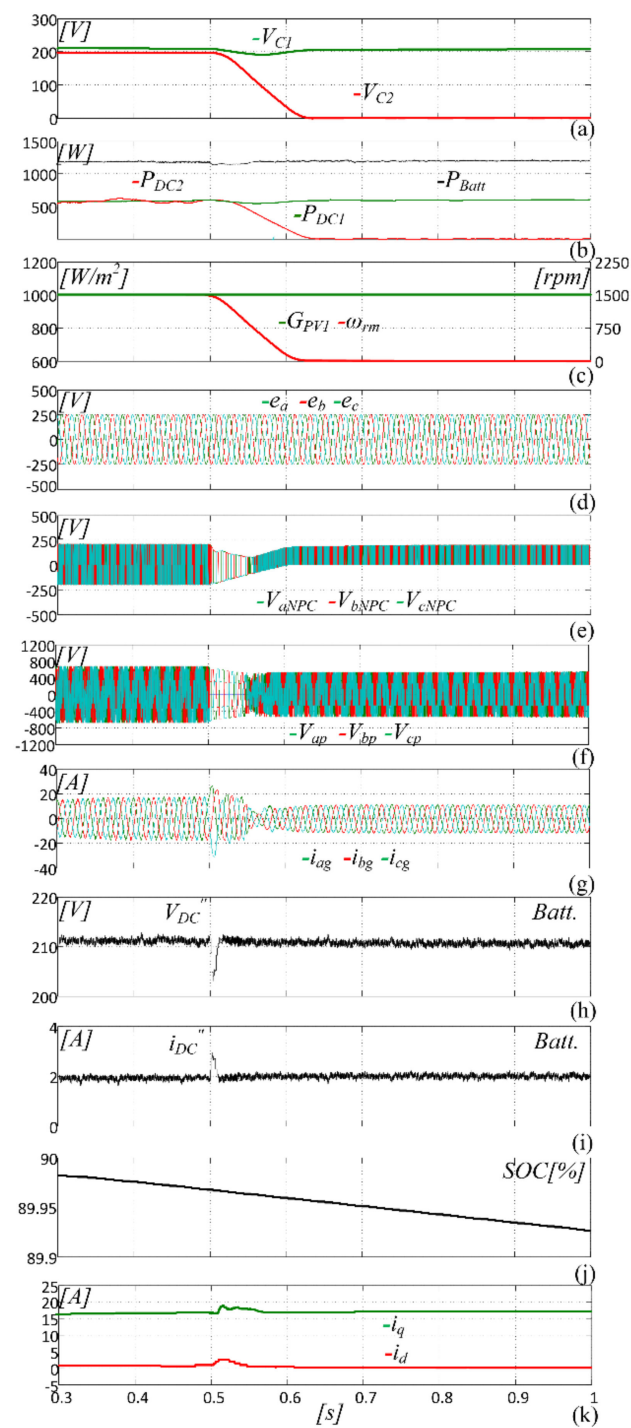 300
[V]
V_C1
200
100
V_C2
0
(a)
1500
[W]
1000
P_DC2
P_Batt
500
P_DC1
(b)
1200
[W/m²]
[rpm]
2250
1000
1500
800
G_PV1
ω_rm
750
600
0
(c)
500
[V]
e_a
e_b
e_c
250
0
-250
-500
(d)
500
[V]
250
0
-250
V_aNPC
V_bNPC
V_cNPC
-500
(e)
1200
[V]
800
400
0
-400
-800
V_ap
V_bp
V_cp
-1200
(f)
40
[A]
20
0
-20
i_ag
i_bg
i_cg
-40
(g)
220
[V]
V_DC''
Batt.
210
200
(h)
4
[A]
i_DC''
Batt.
2
0
(i)
90
SOC[%]
89.95
89.9
(j)
25
[A]
20
15
10
i_q
5
i_d
0
-5
0.3
0.4
0.5
0.6
0.7
0.8
0.9
1
[s]
(k)